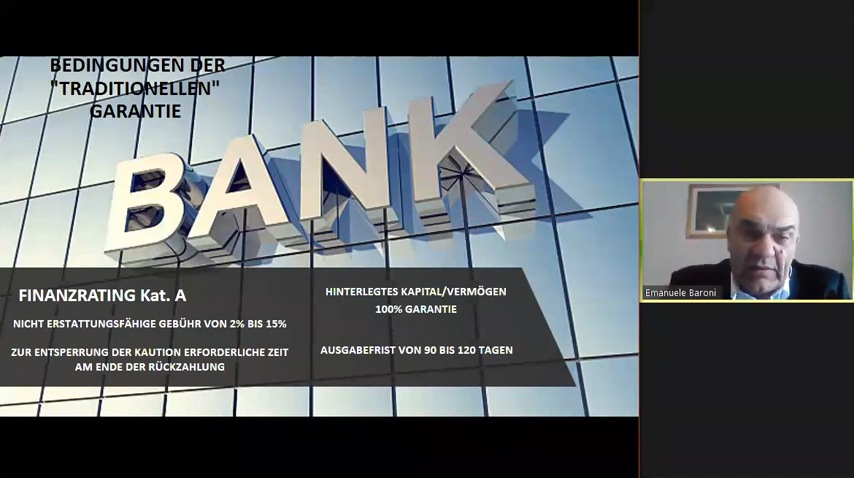 BEDINGUNGEN DER
"TRADITIONELLEN"
GARANTIE
BANK
FINANZRATING Kat. A
NICHT ERSTATTUNGSFÄHIGE GEBÜHR VON 2% BIS 15%
ZUR ENTSPERRUNG DER KAUTION ERFORDERLICHE ZEIT
AM ENDE DER RÜCKZAHLUNG
HINTERLEGTES KAPITAL/VERMÖGEN
100% GARANTIE
AUSGABEFRIST VON 90 BIS 120 TAGEN
Emanuele Baroni